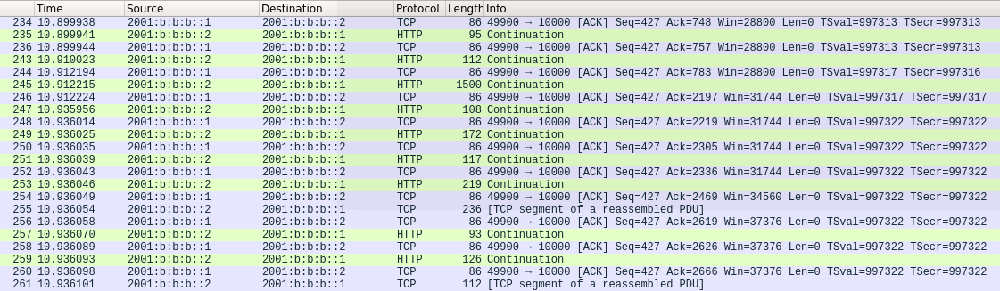 Time Source Destination Protocol Length Info
234 10.899938 2001:b:b:b::1 2001:b:b:b::2 TCP 86 49900 → 10000 [ACK] Seq=427 Ack=748 Win=28800 Len=0 TSval=997313 TSecr=997313
235 10.899941 2001:b:b:b::2 2001:b:b:b::1 HTTP 95 Continuation
236 10.899944 2001:b:b:b::1 2001:b:b:b::2 TCP 86 49900 → 10000 [ACK] Seq=427 Ack=757 Win=28800 Len=0 TSval=997313 TSecr=997313
243 10.910023 2001:b:b:b::2 2001:b:b:b::1 HTTP 112 Continuation
244 10.912194 2001:b:b:b::1 2001:b:b:b::2 TCP 86 49900 → 10000 [ACK] Seq=427 Ack=783 Win=28800 Len=0 TSval=997317 TSecr=997316
245 10.912215 2001:b:b:b::2 2001:b:b:b::1 HTTP 1500 Continuation
246 10.912224 2001:b:b:b::1 2001:b:b:b::2 TCP 86 49900 → 10000 [ACK] Seq=427 Ack=2197 Win=31744 Len=0 TSval=997317 TSecr=997317
247 10.935956 2001:b:b:b::2 2001:b:b:b::1 HTTP 108 Continuation
248 10.936014 2001:b:b:b::1 2001:b:b:b::2 TCP 86 49900 → 10000 [ACK] Seq=427 Ack=2219 Win=31744 Len=0 TSval=997322 TSecr=997322
249 10.936025 2001:b:b:b::2 2001:b:b:b::1 HTTP 172 Continuation
250 10.936035 2001:b:b:b::1 2001:b:b:b::2 TCP 86 49900 → 10000 [ACK] Seq=427 Ack=2305 Win=31744 Len=0 TSval=997322 TSecr=997322
251 10.936039 2001:b:b:b::2 2001:b:b:b::1 HTTP 117 Continuation
252 10.936043 2001:b:b:b::1 2001:b:b:b::2 TCP 86 49900 → 10000 [ACK] Seq=427 Ack=2336 Win=31744 Len=0 TSval=997322 TSecr=997322
253 10.936046 2001:b:b:b::2 2001:b:b:b::1 HTTP 219 Continuation
254 10.936049 2001:b:b:b::1 2001:b:b:b::2 TCP 86 49900 → 10000 [ACK] Seq=427 Ack=2469 Win=34560 Len=0 TSval=997322 TSecr=997322
255 10.936054 2001:b:b:b::2 2001:b:b:b::1 TCP 236 [TCP segment of a reassembled PDU]
256 10.936058 2001:b:b:b::1 2001:b:b:b::2 TCP 86 49900 → 10000 [ACK] Seq=427 Ack=2619 Win=37376 Len=0 TSval=997322 TSecr=997322
257 10.936070 2001:b:b:b::2 2001:b:b:b::1 HTTP 93 Continuation
258 10.936089 2001:b:b:b::1 2001:b:b:b::2 TCP 86 49900 → 10000 [ACK] Seq=427 Ack=2626 Win=37376 Len=0 TSval=997322 TSecr=997322
259 10.936093 2001:b:b:b::2 2001:b:b:b::1 HTTP 126 Continuation
260 10.936098 2001:b:b:b::1 2001:b:b:b::2 TCP 86 49900 → 10000 [ACK] Seq=427 Ack=2666 Win=37376 Len=0 TSval=997322 TSecr=997322
261 10.936101 2001:b:b:b::2 2001:b:b:b::1 TCP 112 [TCP segment of a reassembled PDU]